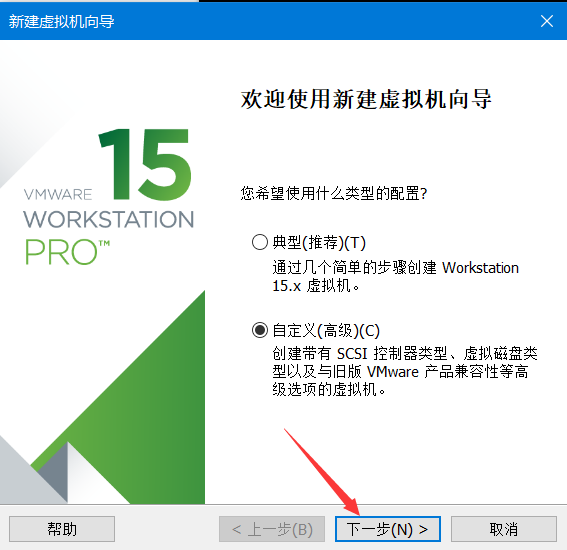 新建虚拟机向导
欢迎使用新建虚拟机向导
15
VMWARE
WORKSTATION
PRO™
您希望使用什么类型的配置?
典型(推荐)(T)
通过几个简单的步骤创建 Workstation
15.x 虚拟机。
自定义(高级)(C)
创建带有 SCSI 控制器类型、虚拟磁盘类
型以及与旧版 VMware 产品兼容性等高
级选项的虚拟机。
帮助
< 上一步(B)
下一步(N) >
取消